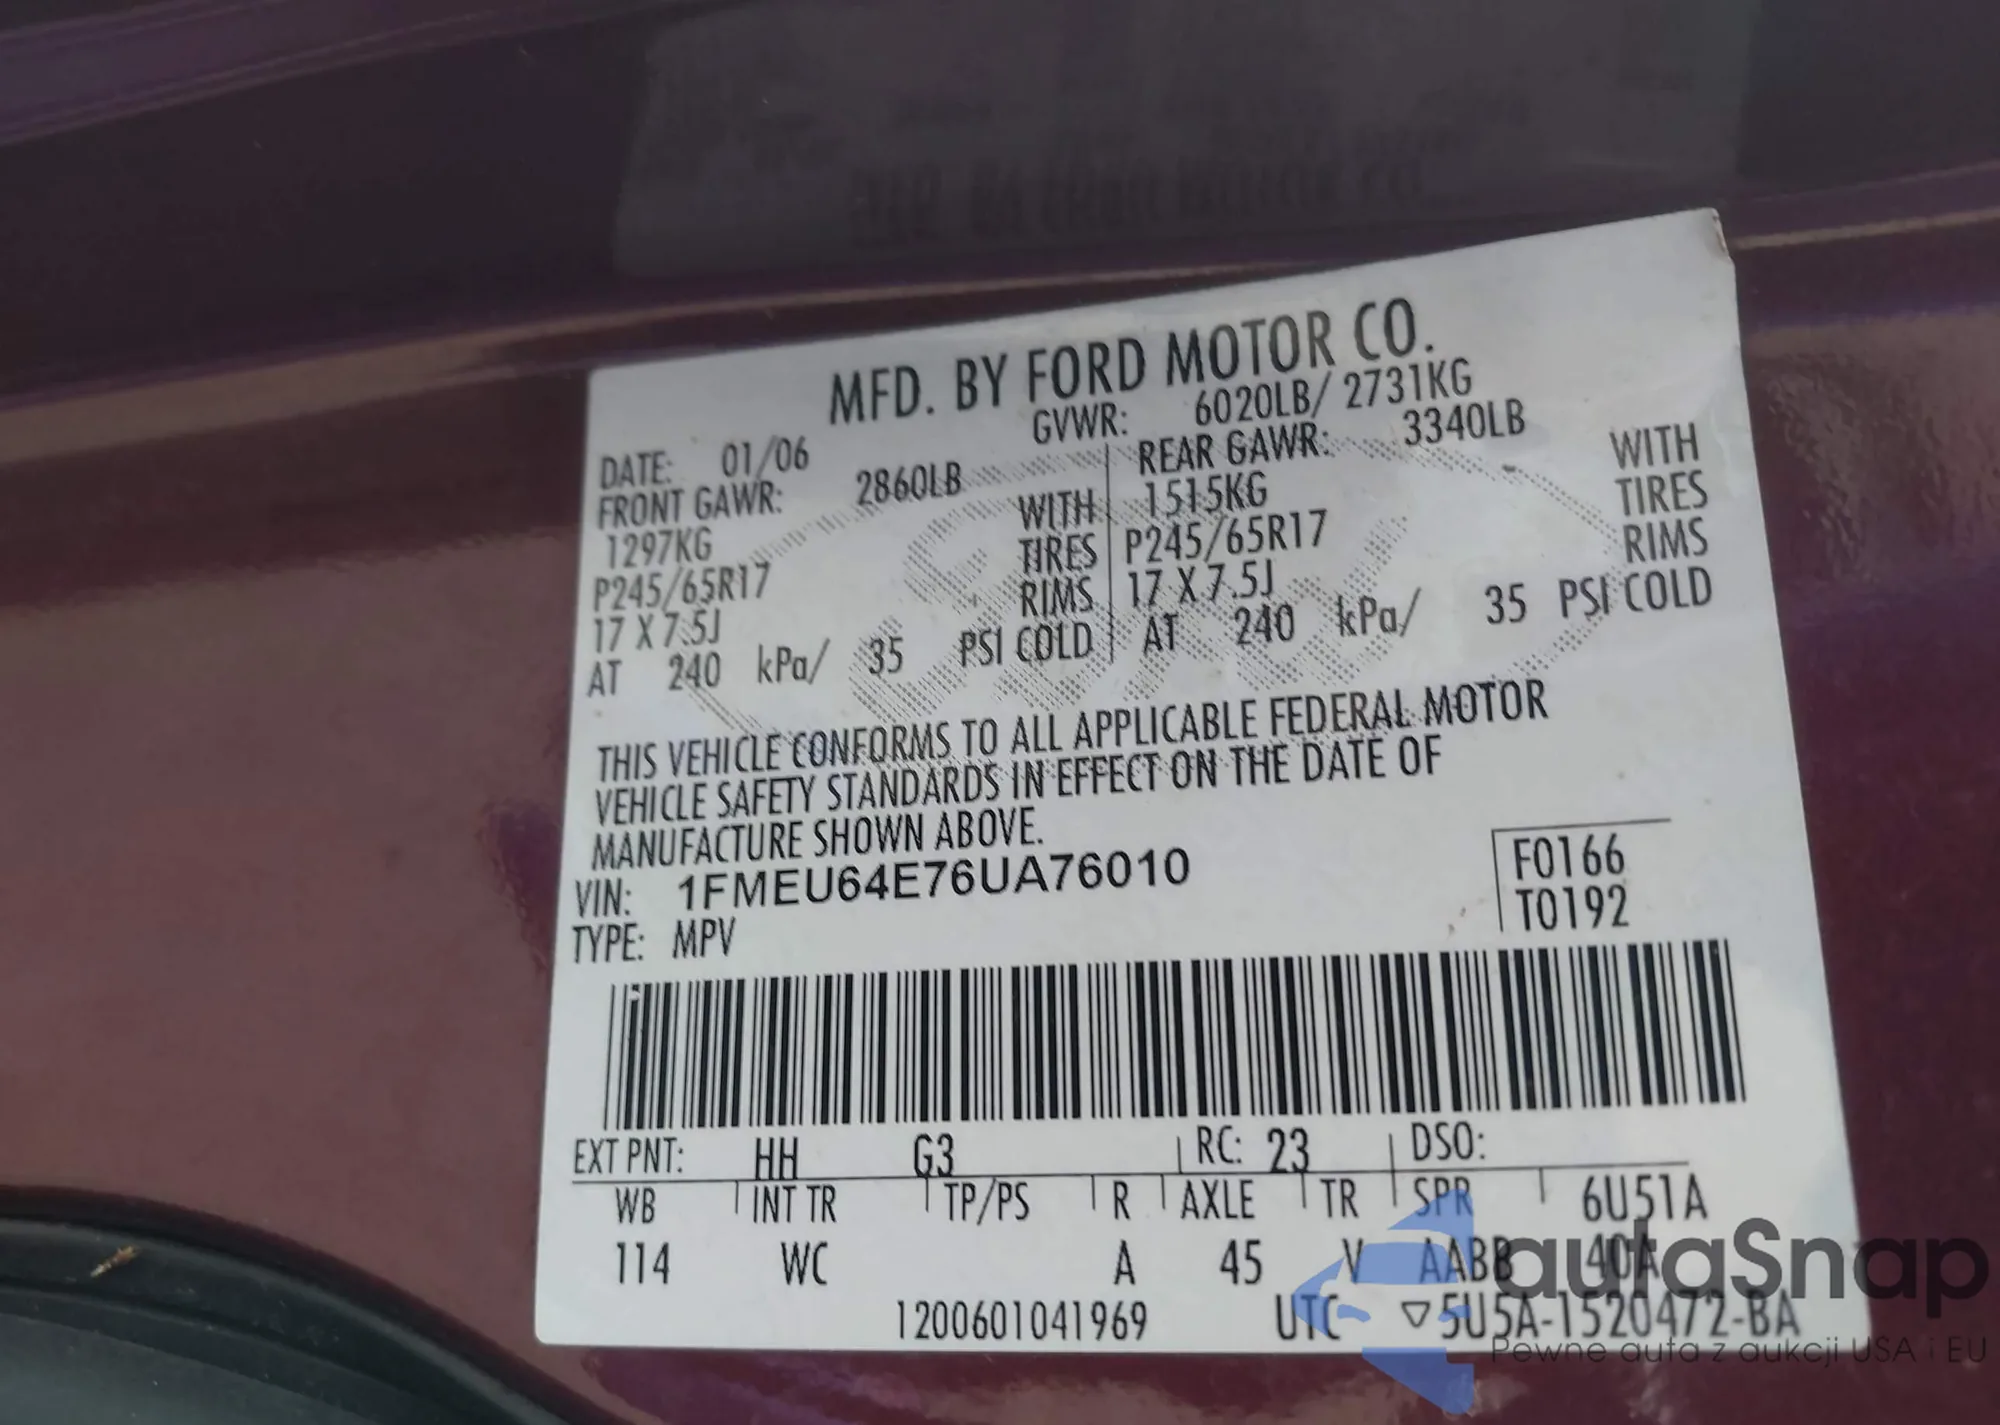 MFD. BY FORD MOTOR CO.
DATE: 01/06 GVWR: 6020LB/ 2731KG
FRONT GAWR: 2860LB REAR GAWR: 3340LB
1297KG WITH 1515KG WITH
P245/65R17 TIRES P245/65R17 TIRES
17 X 7.5J RIMS 17 X 7.5J RIMS
AT 240 kPa/ 35 PSI COLD AT 240 kPa/ 35 PSI COLD
THIS VEHICLE CONFORMS TO ALL APPLICABLE FEDERAL MOTOR
VEHICLE SAFETY STANDARDS IN EFFECT ON THE DATE OF
MANUFACTURE SHOWN ABOVE.
VIN: 1FMEU64E76UA76010 F0166
TYPE: MPV T0192
EXT PNT: HH G3 RC: 23 DSO:
WB INT TR TP/PS R AXLE TR SPR 6U51A
114 WC A 45 V AABB 40A
1200601041969 UTC ▽5U5A-1520472-BA
autaSnap
Pewne auta z aukcji USA i EU